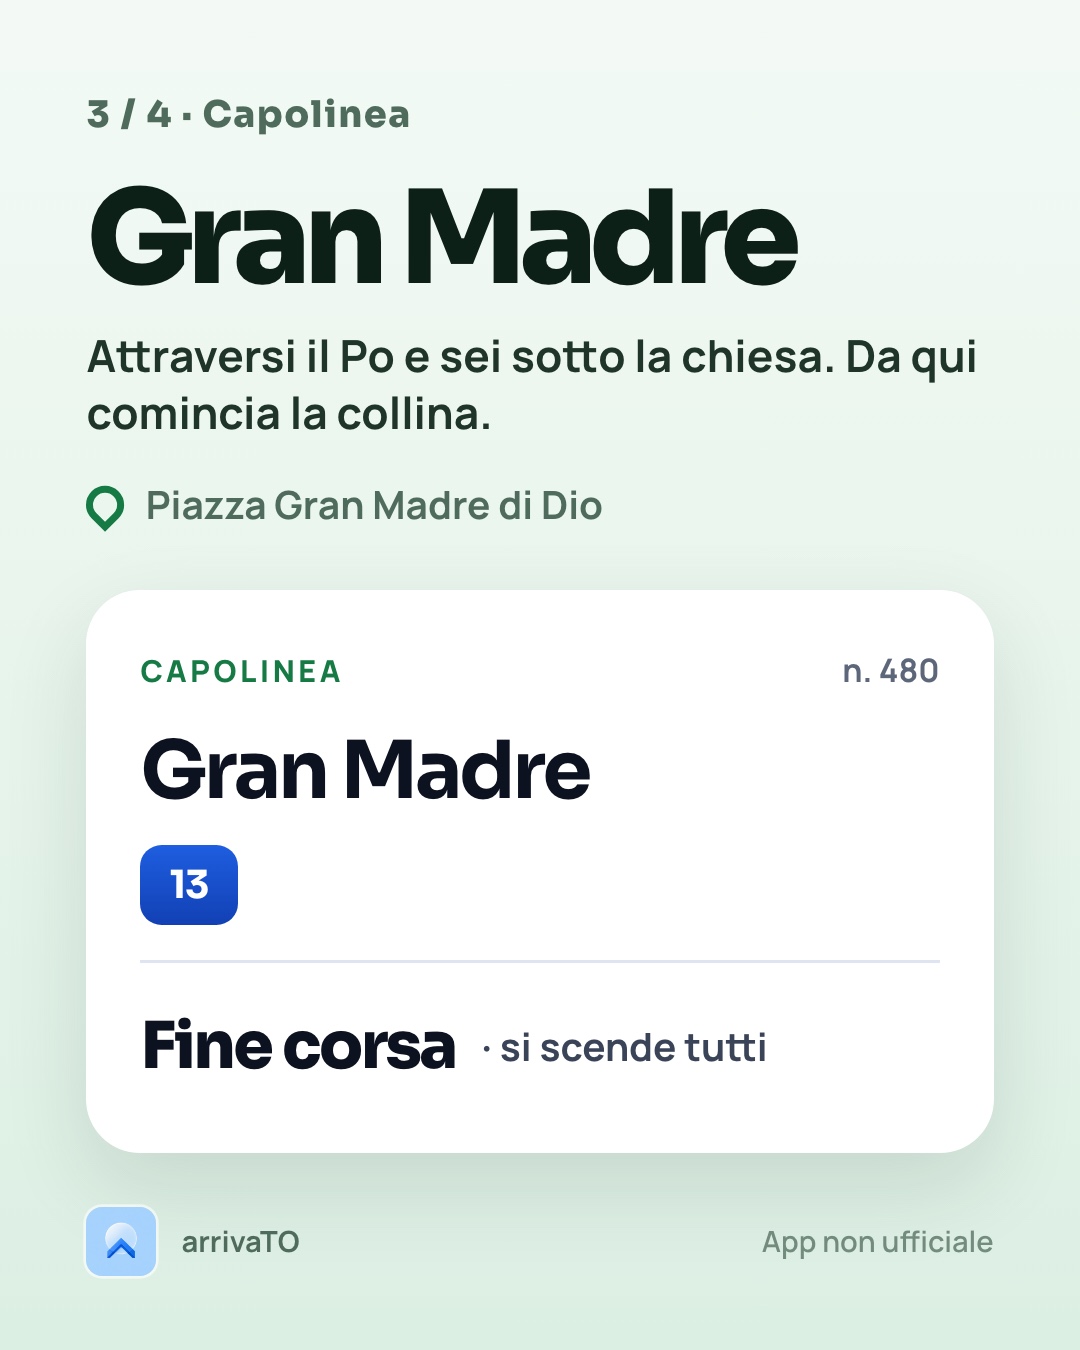 3 / 4 · Capolinea
Gran Madre
Attraversi il Po e sei sotto la chiesa. Da qui
comincia la collina.
Piazza Gran Madre di Dio
CAPOLINEA
n. 480
Gran Madre
13
Fine corsa · si scende tutti
arrivaTO
App non ufficiale